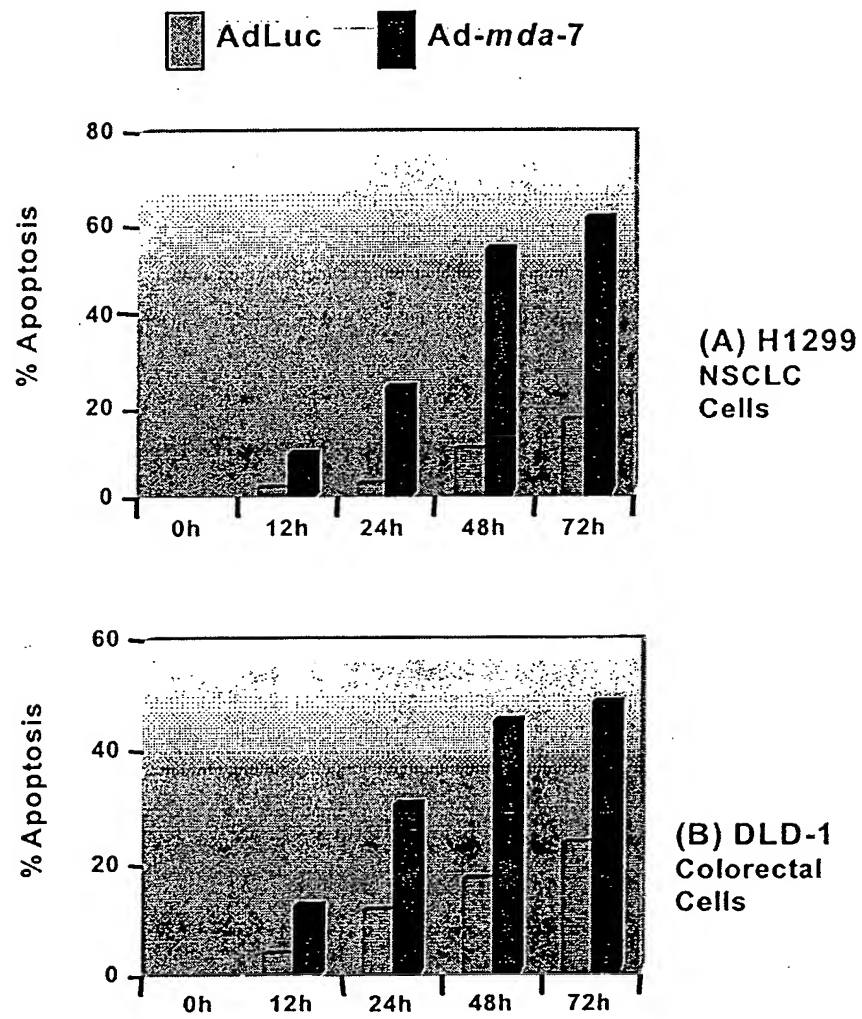 AdLuc Ad-mda-7
80
60
40
20
0
% Apoptosis
0h 12h 24h 48h 72h
(A) H1299
NSCLC
Cells
60
40
20
0
% Apoptosis
0h 12h 24h 48h 72h
(B) DLD-1
Colorectal
Cells